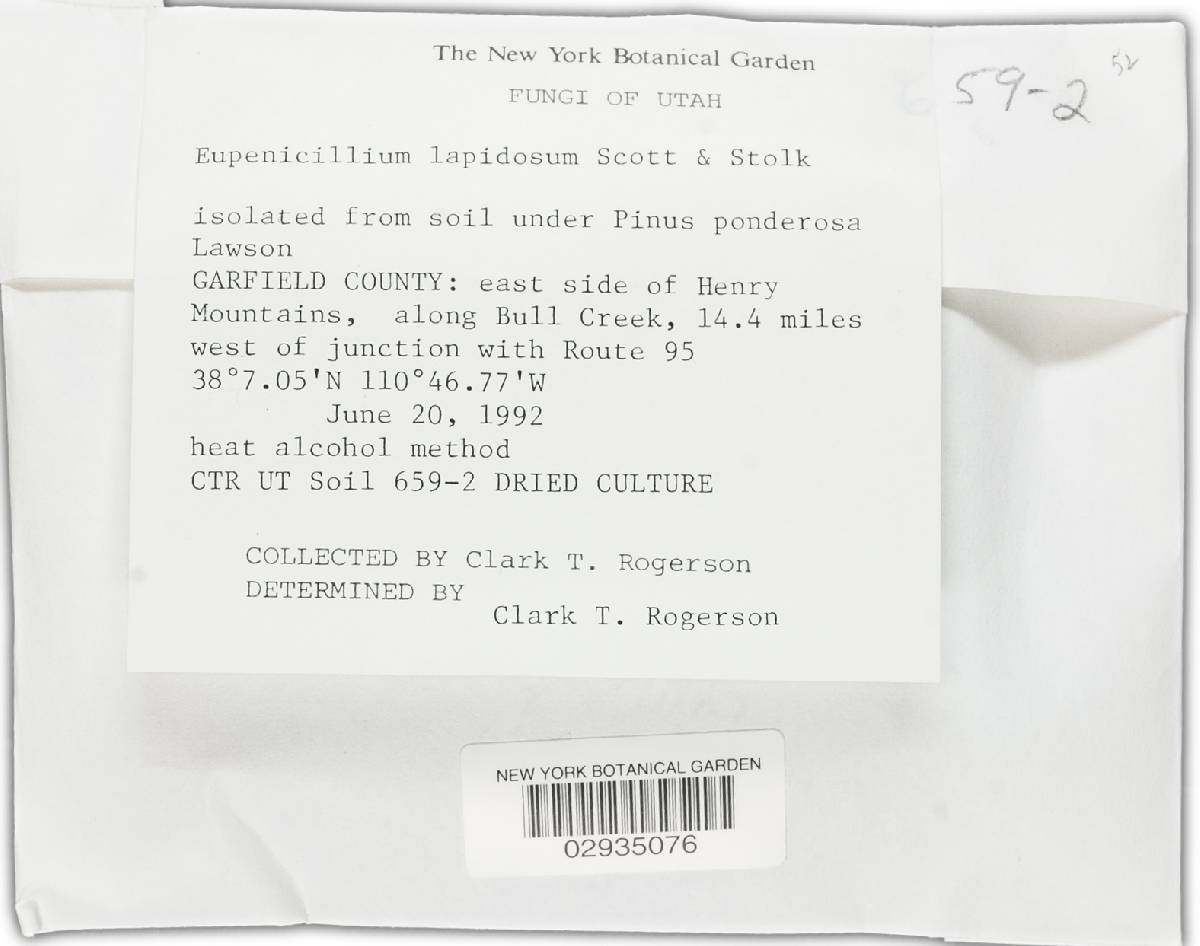 The New York Botanical Garden
FUNGI OF UTAH
59-2
52
Eupenicillium lapidosum Scott & Stolk
isolated from soil under Pinus ponderosa
Lawson
GARFIELD COUNTY: east side of Henry
Mountains, along Bull Creek, 14.4 miles
west of junction with Route 95
38°7.05'N 110°46.77'W
June 20, 1992
heat alcohol method
CTR UT Soil 659-2 DRIED CULTURE
COLLECTED BY Clark T. Rogerson
DETERMINED BY
Clark T. Rogerson
NEW YORK BOTANICAL GARDEN
02935076